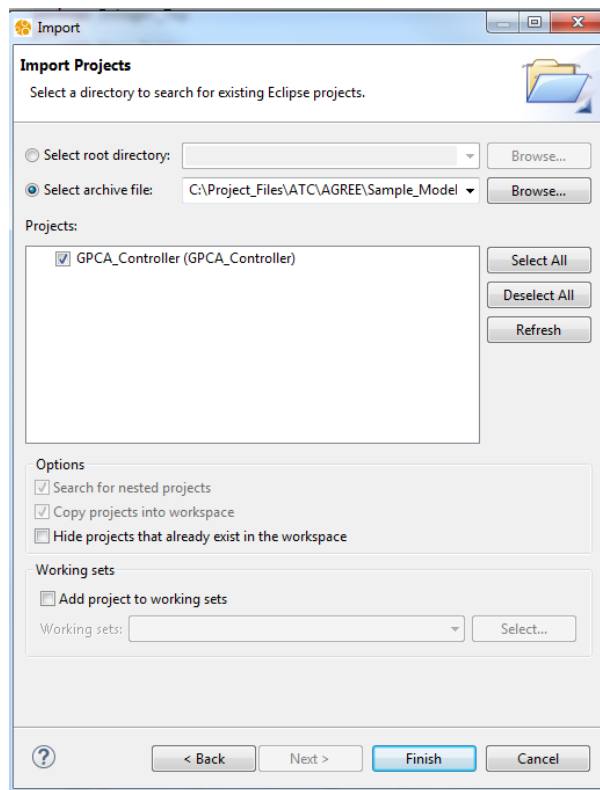 Import
Import Projects
Select a directory to search for existing Eclipse projects.
Select root directory:
Browse...
Select archive file:
C:\Project_Files\ATC\AGREE\Sample_Model
Browse...
Projects:
GPCA_Controller (GPCA_Controller)
Select All
Deselect All
Refresh
Options
Search for nested projects
Copy projects into workspace
Hide projects that already exist in the workspace
Working sets
Add project to working sets
Working sets:
Select...
?
< Back
Next >
Finish
Cancel